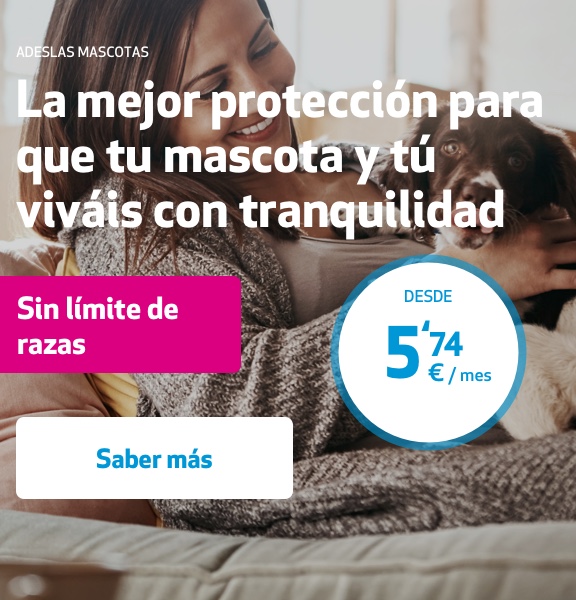 ADESLAS MASCOTAS
La mejor protección para
que tu mascota y tú
viváis con tranquilidad
Sin límite de
razas
DESDE
5'74
€ / mes
Saber más